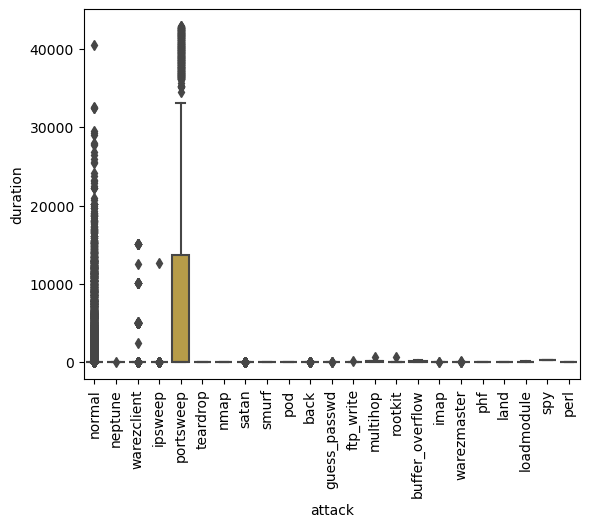 40000
30000
20000
10000
0
duration
normal
neptune
warezclient
ipsweep
portsweep
teardrop
nmap
satan
smurf
pod
back
guess_passwd
ftp_write
multihop
rootkit
buffer_overflow
imap
warezmaster
phf
land
loadmodule
spy
perl
attack